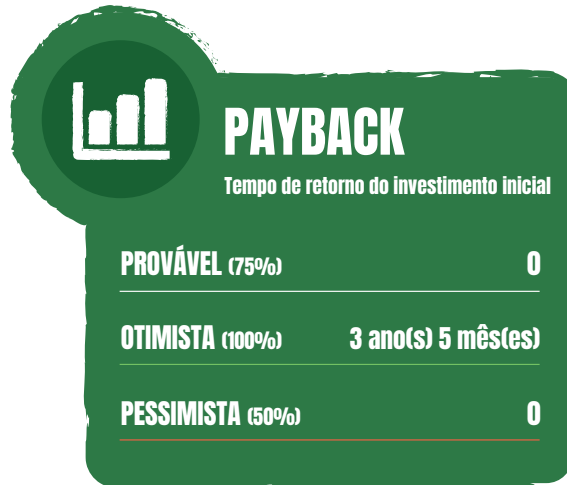 PAYBACK
Tempo de retorno do investimento inicial
PROVÁVEL (75%) 0
OTIMISTA (100%) 3 ano(s) 5 mês(es)
PESSIMISTA (50%) 0